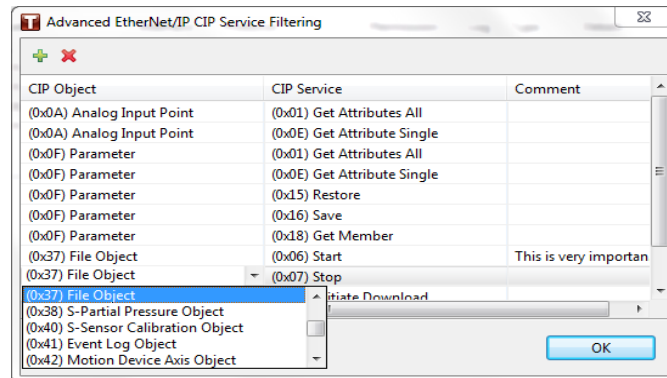 Advanced EtherNet/IP CIP Service Filtering
CIP Object CIP Service Comment
(0x0A) Analog Input Point (0x01) Get Attributes All
(0x0A) Analog Input Point (0x0E) Get Attribute Single
(0x0F) Parameter (0x01) Get Attributes All
(0x0F) Parameter (0x0E) Get Attribute Single
(0x0F) Parameter (0x15) Restore
(0x0F) Parameter (0x16) Save
(0x0F) Parameter (0x18) Get Member
(0x37) File Object (0x06) Start This is very importan
(0x37) File Object (0x07) Stop
(0x37) File Object itiate Download
(0x38) S-Partial Pressure Object
(0x40) S-Sensor Calibration Object
(0x41) Event Log Object
(0x42) Motion Device Axis Object
OK